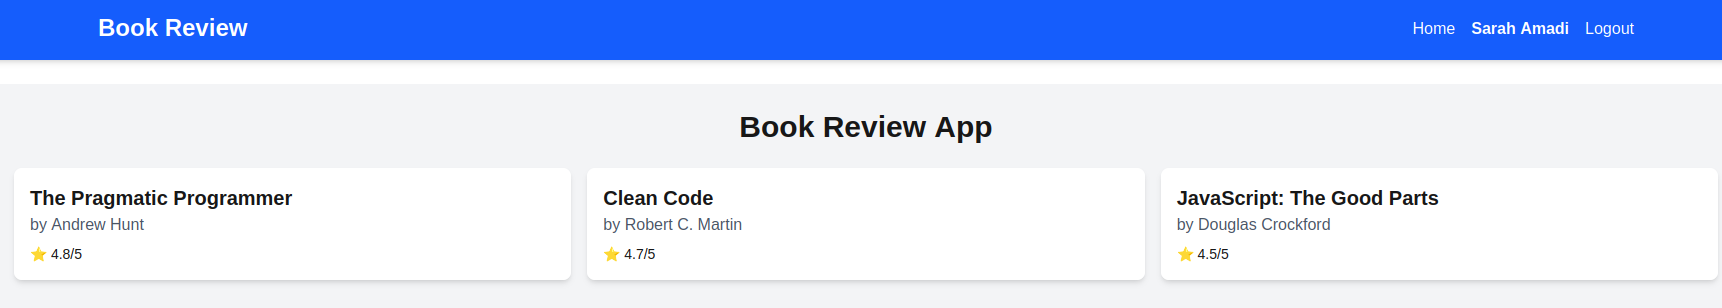 Book Review
Home Sarah Amadi Logout
Book Review App
The Pragmatic Programmer
by Andrew Hunt
⭐ 4.8/5
Clean Code
by Robert C. Martin
⭐ 4.7/5
JavaScript: The Good Parts
by Douglas Crockford
⭐ 4.5/5